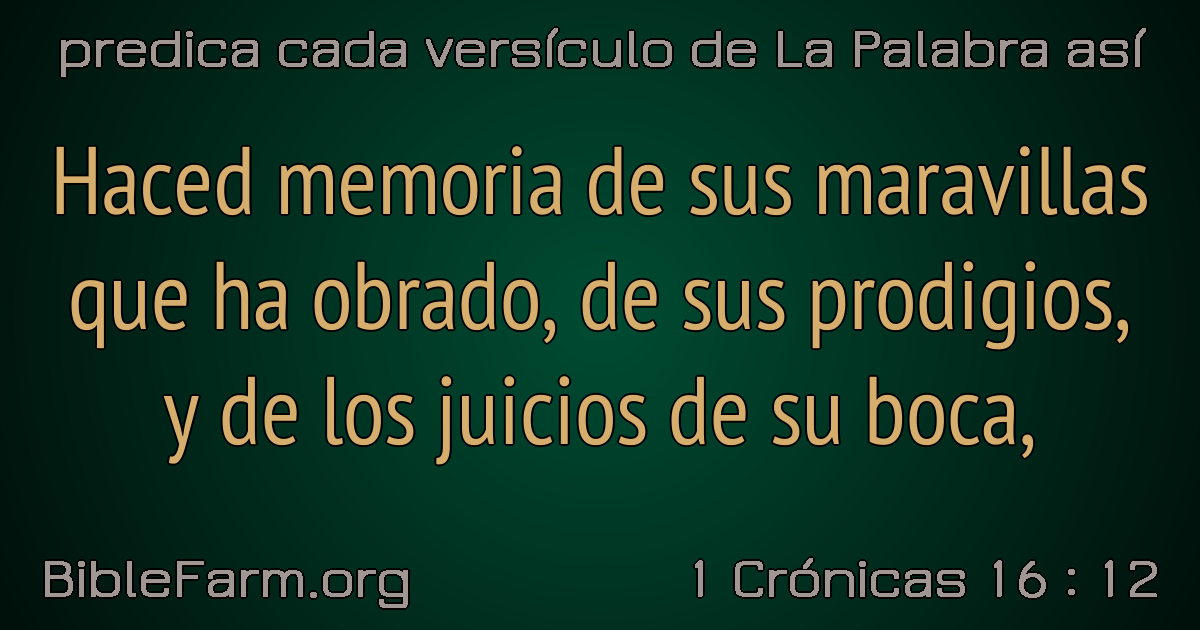 predica cada versículo de La Palabra así
Haced memoria de sus maravillas
que ha obrado, de sus prodigios,
y de los juicios de su boca,
BibleFarm.org
1 Crónicas 16 : 12